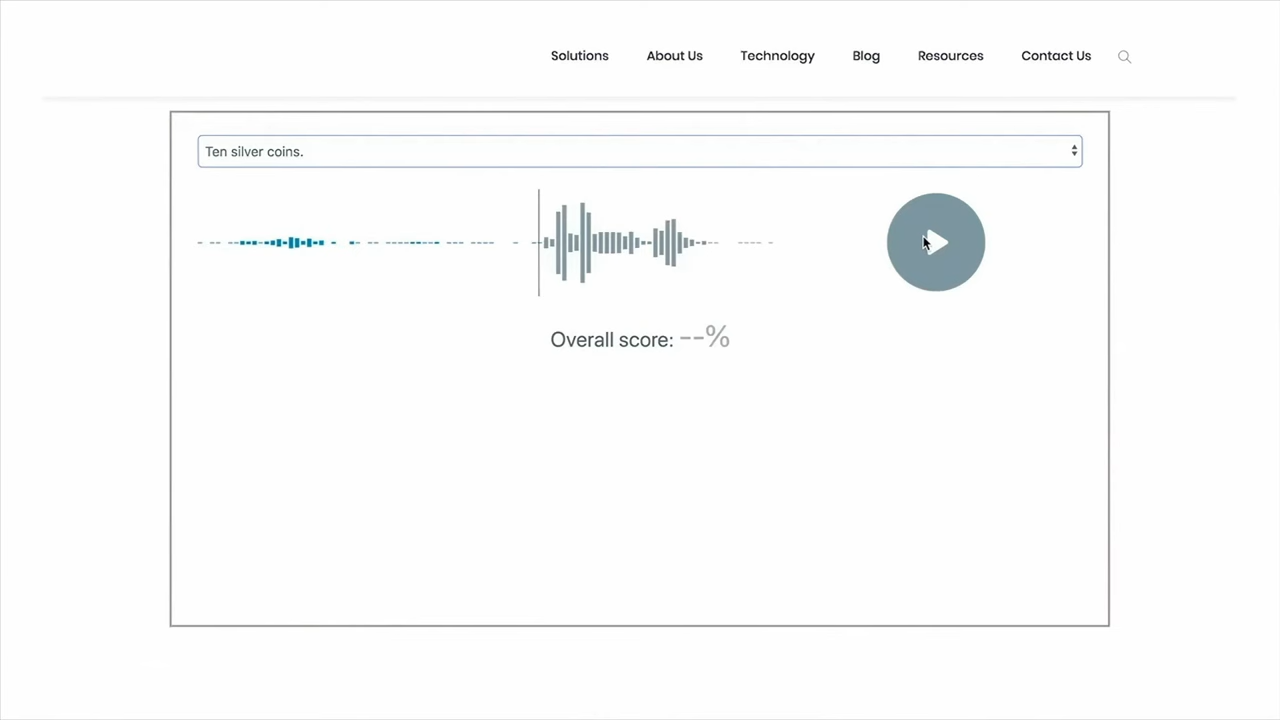 Solutions About Us Technology Blog Resources Contact Us
Ten silver coins.
Overall score: --%